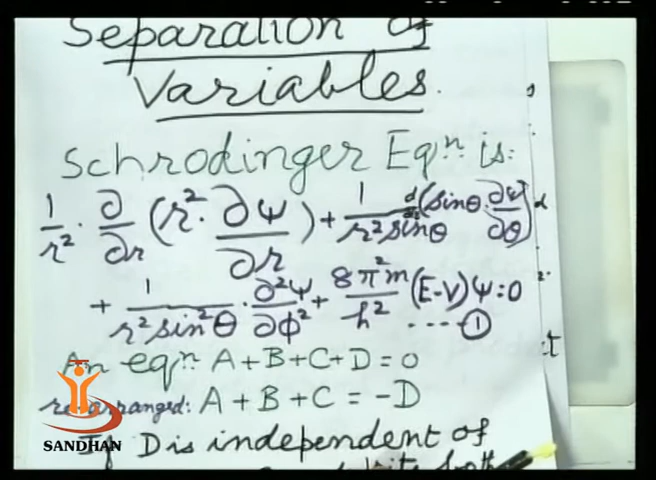 Separation of
Variables.
Schrodinger Eqⁿ. is:
1/r² · ∂/∂r (r² · ∂ψ/∂r) + 1/r² sinθ (sinθ · ∂ψ/∂θ)
+ 1/r² sin²θ · ∂²ψ/∂φ² + 8π²m/h² (E-V)ψ = 0
---- ①
An eqⁿ. A + B + C + D = 0
rearranged: A + B + C = -D
If D is independent of
SANDHAN